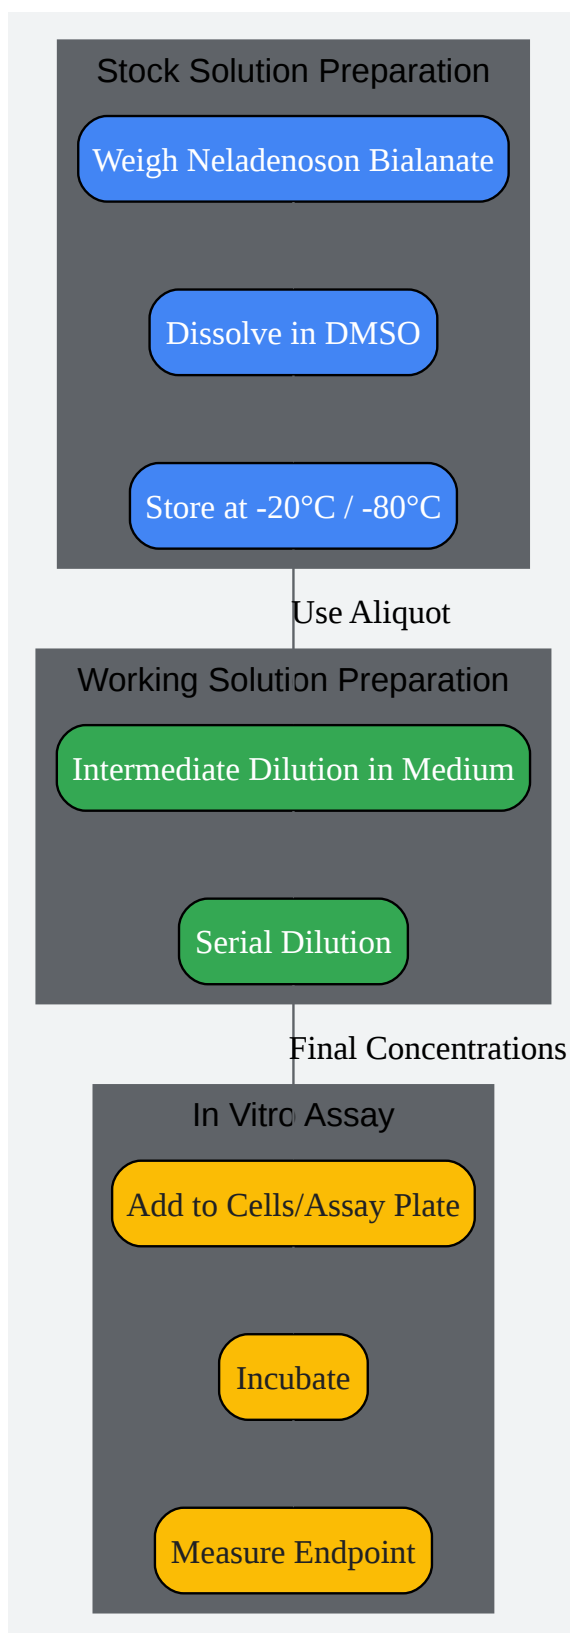 Stock Solution Preparation
Weigh Neladenoson Bialanate
Dissolve in DMSO
Store at -20°C / -80°C
Use Aliquot
Working Solution Preparation
Intermediate Dilution in Medium
Serial Dilution
Final Concentrations
In Vitro Assay
Add to Cells/Assay Plate
Incubate
Measure Endpoint